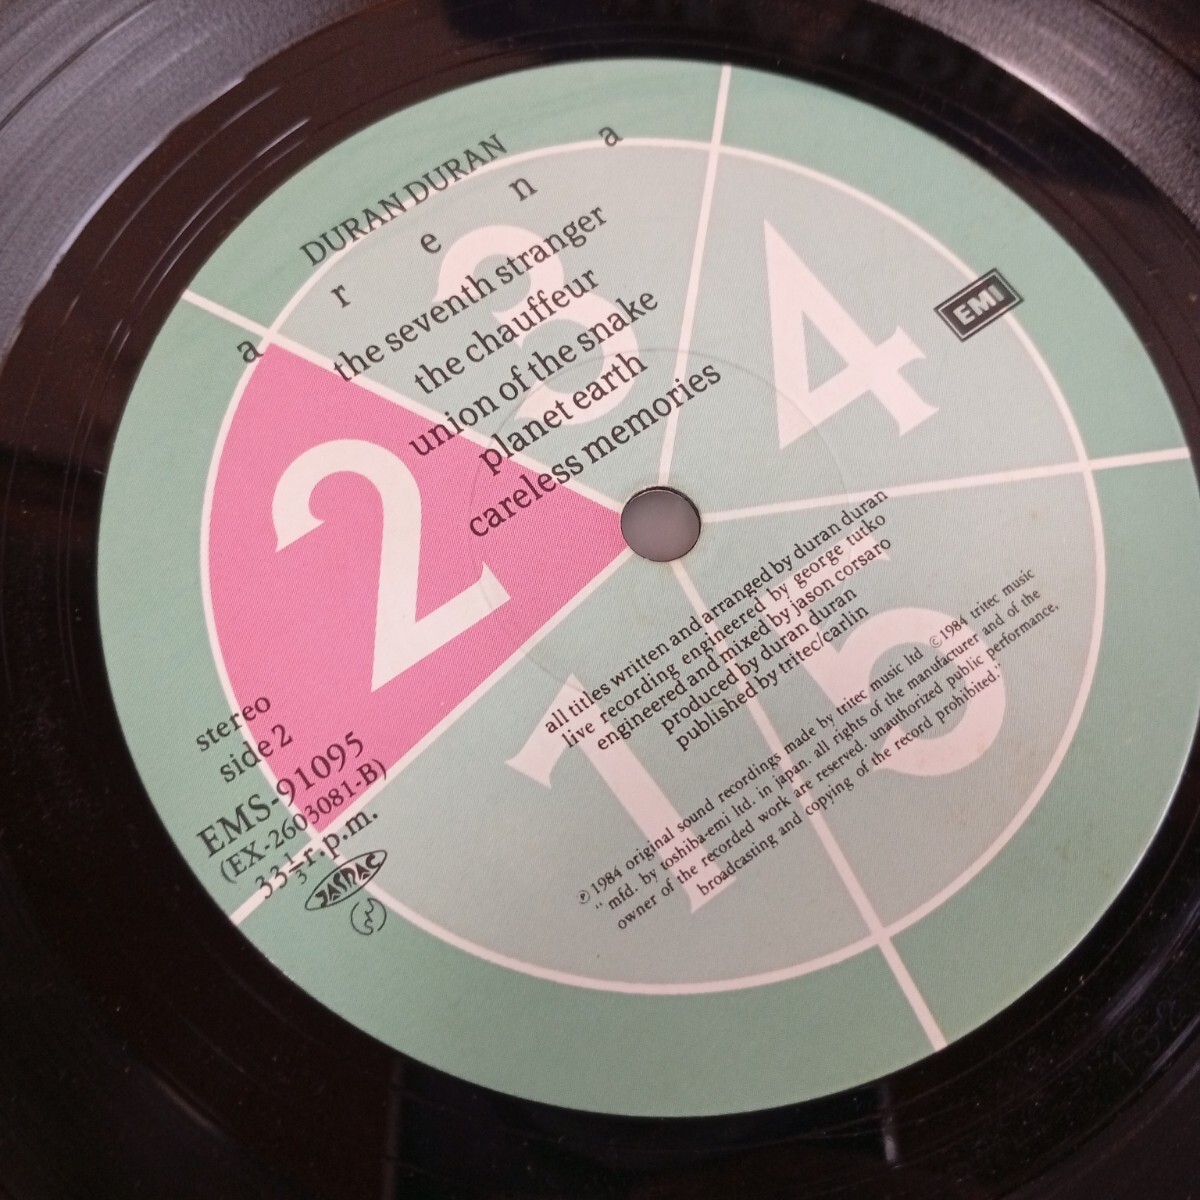 DURAN DURAN
arena
the seventh stranger
the chauffeur
union of the snake
planet earth
careless memories
EMI
3
4
2
5
1
stereo
side 2
EMS-91095
(EX-2603081-B)
33⅓ r.p.m.
JASRAC
all titles written and arranged by duran duran
live recording engineered by george tutko
engineered and mixed by jason corsaro
produced by duran duran
published by tritec/carlin
℗ 1984 original sound recordings made by tritec music ltd © 1984 tritec music
"mfd. by toshiba-emi ltd. in japan. all rights of the manufacturer and of the
owner of the recorded work are reserved. unauthorized public performance,
broadcasting and copying of the record prohibited."